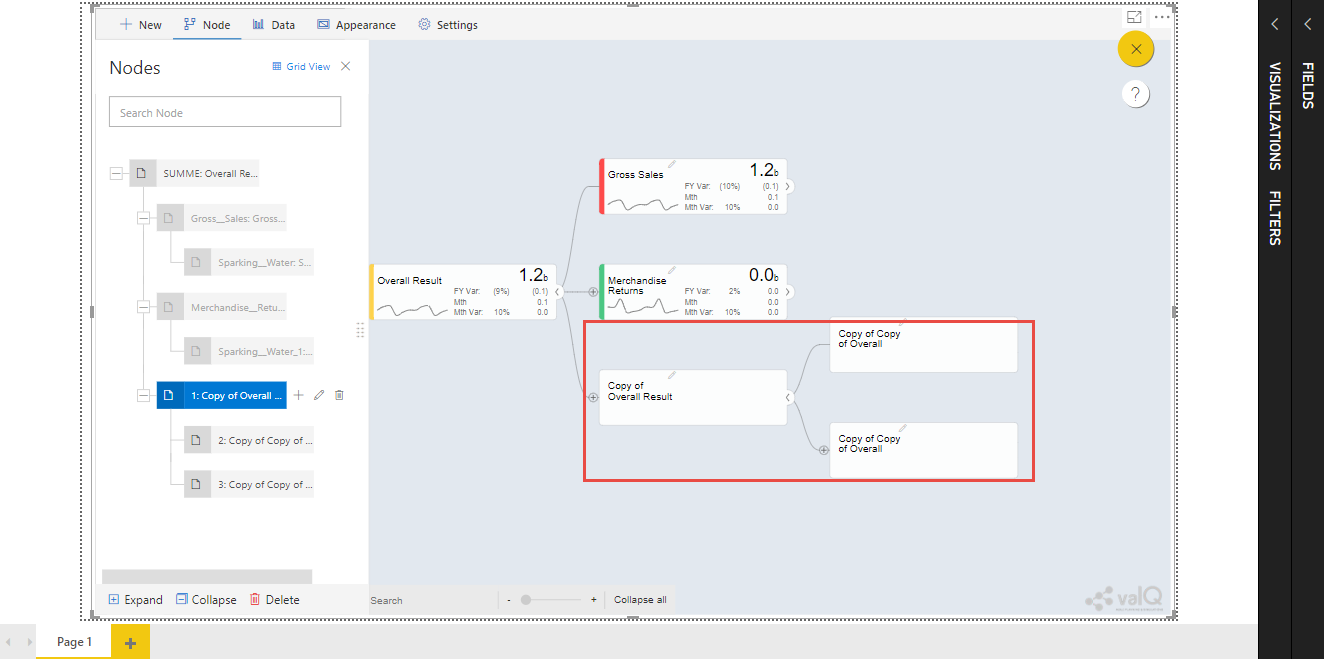 New
Node
Data
Appearance
Settings
Nodes
Grid View
Search Node
SUMME: Overall Re...
Gross__Sales: Gross...
Sparking__Water: S...
Merchandise__Retu...
Sparking__Water_1:...
1: Copy of Overall ...
2: Copy of Copy of ...
3: Copy of Copy of ...
Expand
Collapse
Delete
Overall Result
1.2b
FY Var: (9%) (0.1)
Mth 0.1
Mth Var: 10% 0.0
Gross Sales
1.2b
FY Var: (10%) (0.1)
Mth 0.1
Mth Var: 10% 0.0
Merchandise
Returns
0.0b
FY Var: 2% 0.0
Mth 0.0
Mth Var: 10% 0.0
Copy of
Overall Result
Copy of Copy
of Overall
Copy of Copy
of Overall
?
Search
- +
Collapse all
valQ
VISUALIZATIONS
FILTERS
FIELDS
Page 1
+